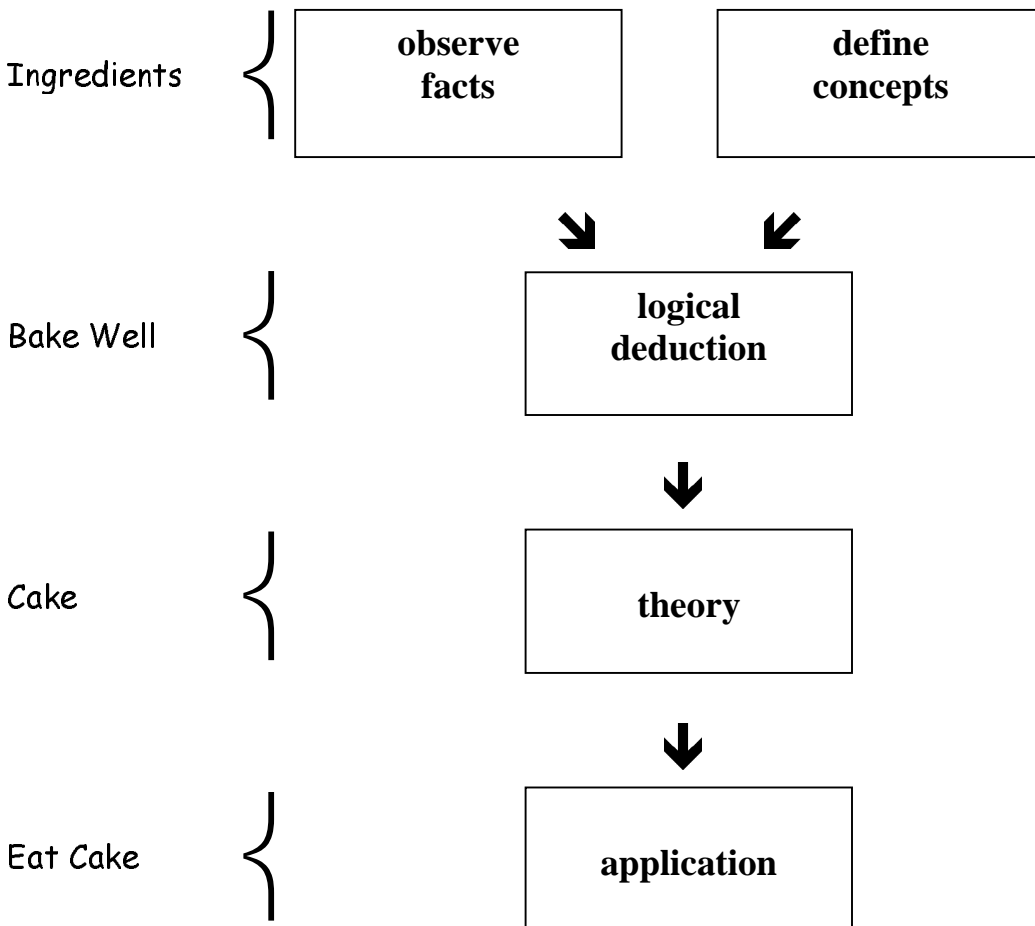 observe
facts
define
concepts
Ingredients
logical
deduction
Bake Well
theory
Cake
application
Eat Cake